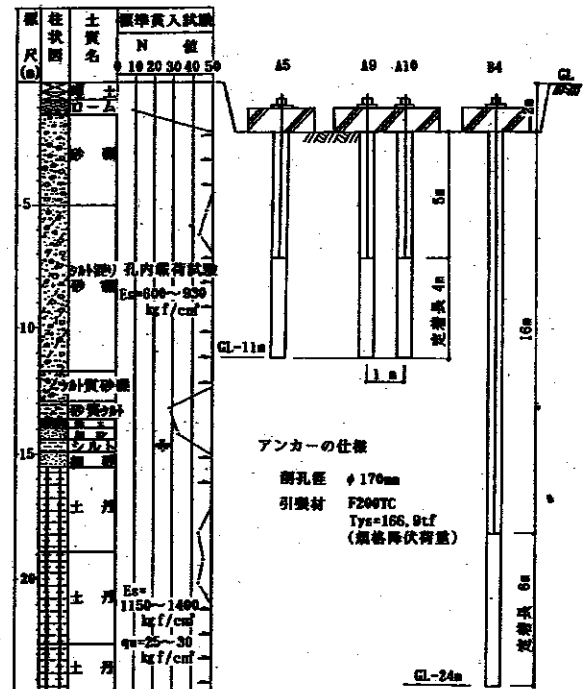 標尺(m)
柱状図
土質名
標準貫入試験
N 値
0 10 20 30 40 50
土
ローム
砂礫
5
シルト混り砂礫
孔内載荷試験
Es=600～930
kgf/cm²
10
シルト質砂礫
砂質シルト
シルト
15
細砂
土丹
20
土丹
Es=
1150～1400
kgf/cm²
qu=25～30
kgf/cm²
土丹
A5
A9
A10
B4
GL
2m
5m
定着長 4m
GL-11m
1m
16m
定着長 6m
GL-24m
アンカーの仕様
削孔径 φ170mm
引張材 F200TC
Tys=166.9tf
(規格降伏荷重)